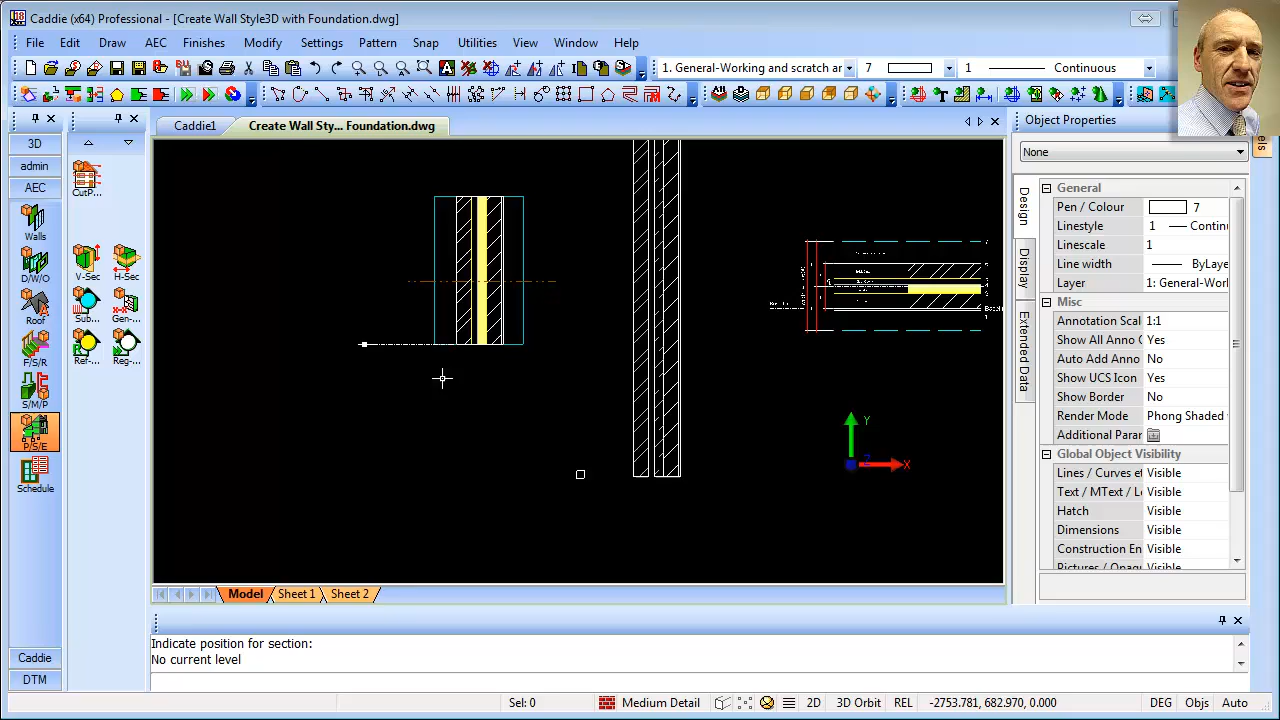 Caddie (x64) Professional - [Create Wall Style3D with Foundation.dwg]
File Edit Draw AEC Finishes Modify Settings Pattern Snap Utilities View Window Help
1. General-Working and scratch ar 7 1 Continuous
Caddie1 Create Wall Sty... Foundation.dwg
3D
admin
AEC
Walls
D/W/O
Roof
F/S/R
S/M/P
P/S/E
Schedule
Caddie
DTM
CutP...
V-Sec H-Sec
Sub... Gen-...
Ref-... Reg-...
Y
X
Z
Object Properties
None
Design
Display
Extended Data
General
Pen / Colour 7
Linestyle 1 Contin
Linescale 1
Line width ByLaye
Layer 1: General-Worl
Misc
Annotation Scal 1:1
Show All Anno Yes
Auto Add Anno No
Show UCS Icon Yes
Show Border No
Render Mode Phong Shaded
Additional Parar
Global Object Visibility
Lines / Curves et Visible
Text / MText / L Visible
Hatch Visible
Dimensions Visible
Construction En Visible
Pictures / Opaqu Visible
Model Sheet 1 Sheet 2
Indicate position for section:
No current level
Sel: 0 Medium Detail 2D 3D Orbit REL -2753.781, 682.970, 0.000 DEG Objs Auto